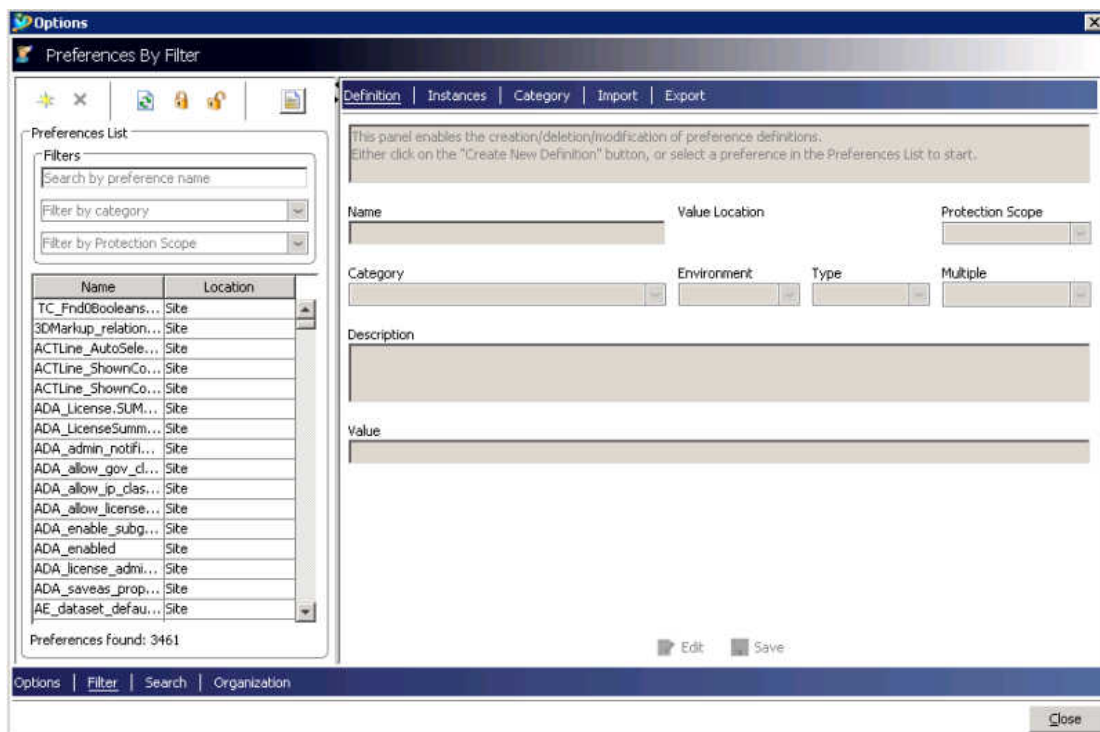 Options
Preferences By Filter
Definition | Instances | Category | Import | Export
Preferences List
Filters
Search by preference name
Filter by category
Filter by Protection Scope
Name Location
TC_Fnd0Booleans... Site
3DMarkup_relation... Site
ACTLine_AutoSele... Site
ACTLine_ShownCo... Site
ACTLine_ShownCo... Site
ADA_License.SUM... Site
ADA_LicenseSumm... Site
ADA_admin_notifi... Site
ADA_allow_gov_cl... Site
ADA_allow_ip_clas... Site
ADA_allow_license... Site
ADA_enable_subg... Site
ADA_enabled Site
ADA_license_admi... Site
ADA_saveas_prop... Site
AE_dataset_defau... Site
Preferences found: 3461
This panel enables the creation/deletion/modification of preference definitions.
Either click on the "Create New Definition" button, or select a preference in the Preferences List to start.
Name Value Location Protection Scope
Category Environment Type Multiple
Description
Value
Edit Save
Options | Filter | Search | Organization
Close